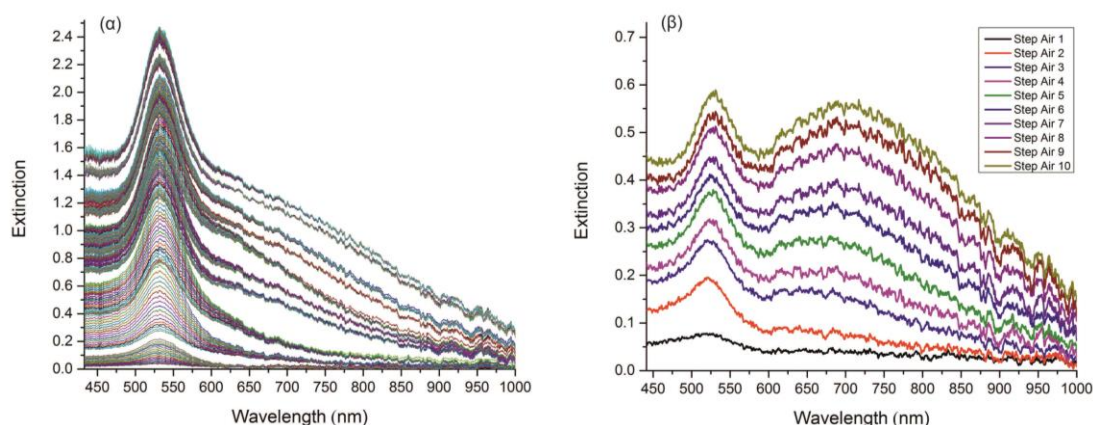 (α)
2.4
2.2
2.0
1.8
1.6
1.4
1.2
1.0
0.8
0.6
0.4
0.2
0.0
Extinction
450 500 550 600 650 700 750 800 850 900 950 1000
Wavelength (nm)
(β)
0.7
0.6
0.5
0.4
0.3
0.2
0.1
0.0
Extinction
Step Air 1
Step Air 2
Step Air 3
Step Air 4
Step Air 5
Step Air 6
Step Air 7
Step Air 8
Step Air 9
Step Air 10
450 500 550 600 650 700 750 800 850 900 950 1000
Wavelength (nm)